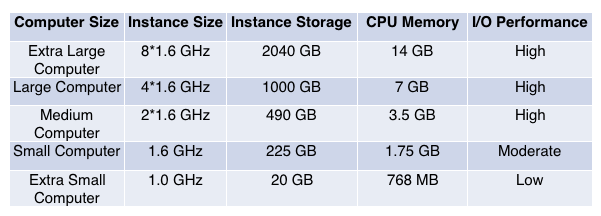 Computer Size Instance Size Instance Storage CPU Memory I/O Performance
Extra Large Computer 8*1.6 GHz 2040 GB 14 GB High
Large Computer 4*1.6 GHz 1000 GB 7 GB High
Medium Computer 2*1.6 GHz 490 GB 3.5 GB High
Small Computer 1.6 GHz 225 GB 1.75 GB Moderate
Extra Small Computer 1.0 GHz 20 GB 768 MB Low